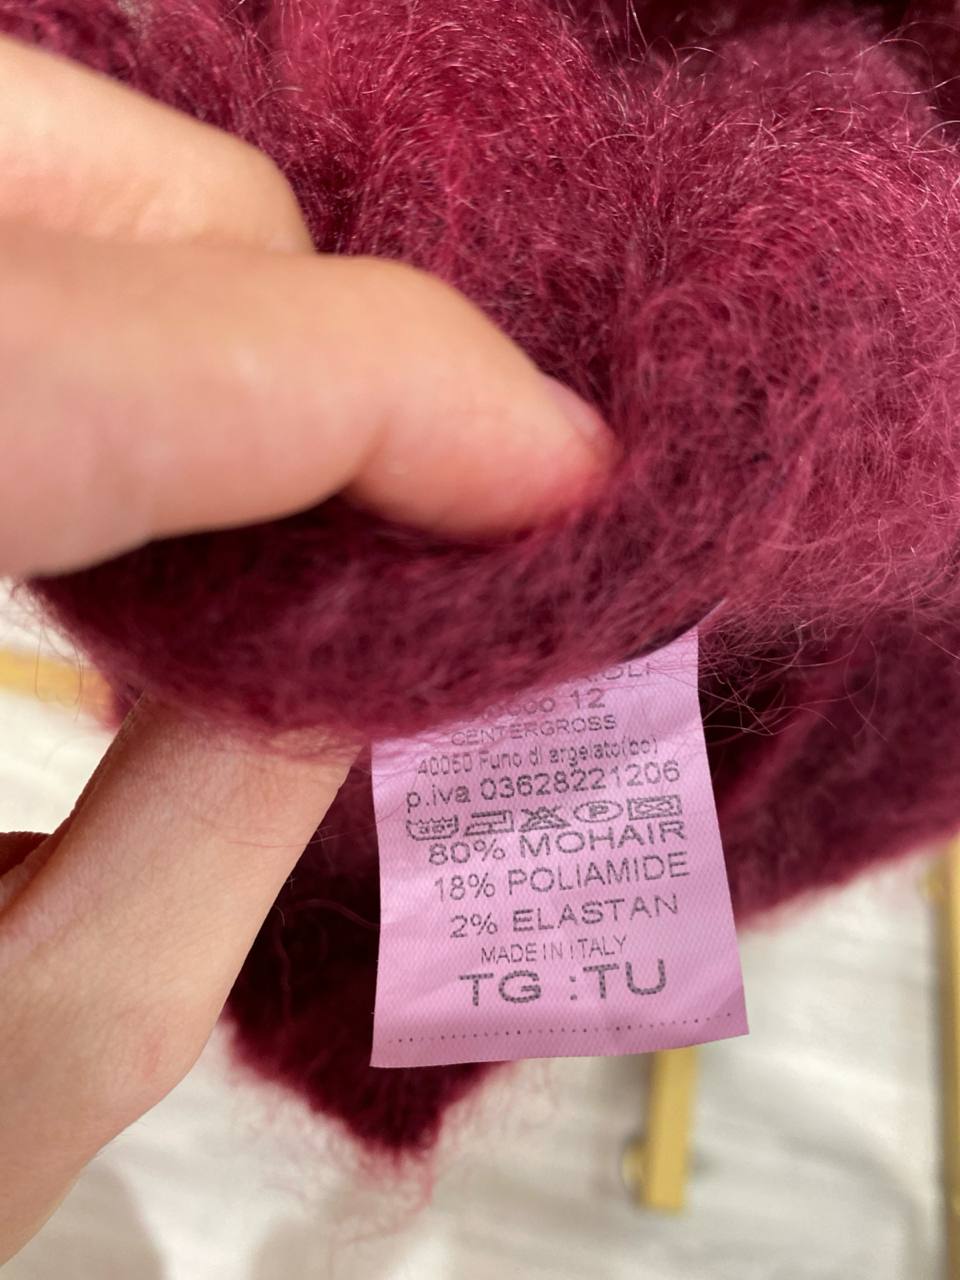 12
CENTERGROSS
40050 Funo di argelato(bo)
p.iva 03628221206
80% MOHAIR
18% POLIAMIDE
2% ELASTAN
MADE IN ITALY
TG :TU